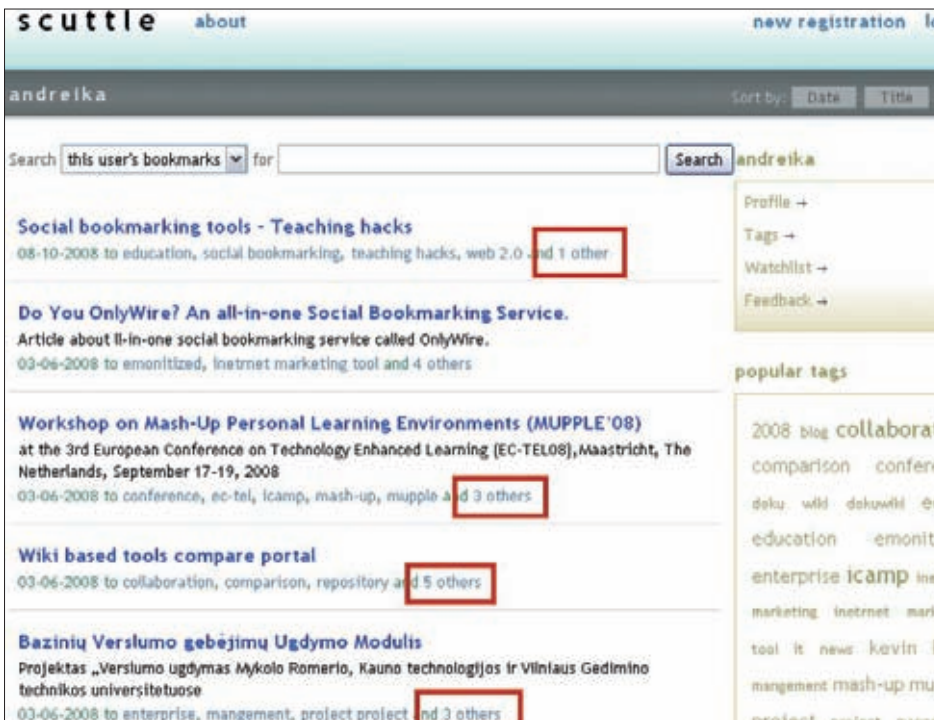 scuttle about new registration
andreika Sort by: Date Title
Search this user's bookmarks for Search
Social bookmarking tools - Teaching hacks
08-10-2008 to education, social bookmarking, teaching hacks, web 2.0 and 1 other
Do You OnlyWire? An all-in-one Social Bookmarking Service.
Article about ll-in-one social bookmarking service called OnlyWire.
03-06-2008 to emonitized, inetrnet marketing tool and 4 others
Workshop on Mash-Up Personal Learning Environments (MUPPLE'08)
at the 3rd European Conference on Technology Enhanced Learning (EC-TEL08),Maastricht, The
Netherlands, September 17-19, 2008
03-06-2008 to conference, ec-tel, icamp, mash-up, mupple and 3 others
Wiki based tools compare portal
03-06-2008 to collaboration, comparison, repository and 5 others
Bazinių Verslumo gebėjimų Ugdymo Modulis
Projektas „Verslumo ugdymas Mykolo Romerio, Kauno technologijos ir Vilniaus Gedimino
technikos universitetuose
03-06-2008 to enterprise, mangement, project project and 3 others
andreika
Profile →
Tags →
Watchlist →
Feedback →
popular tags
2008 blog collaborat
comparison confere
doku wiki dokuwiki
education emonit
enterprise icamp ine
marketing inetrnet mark
tool it news kevin
mangement mash-up mu